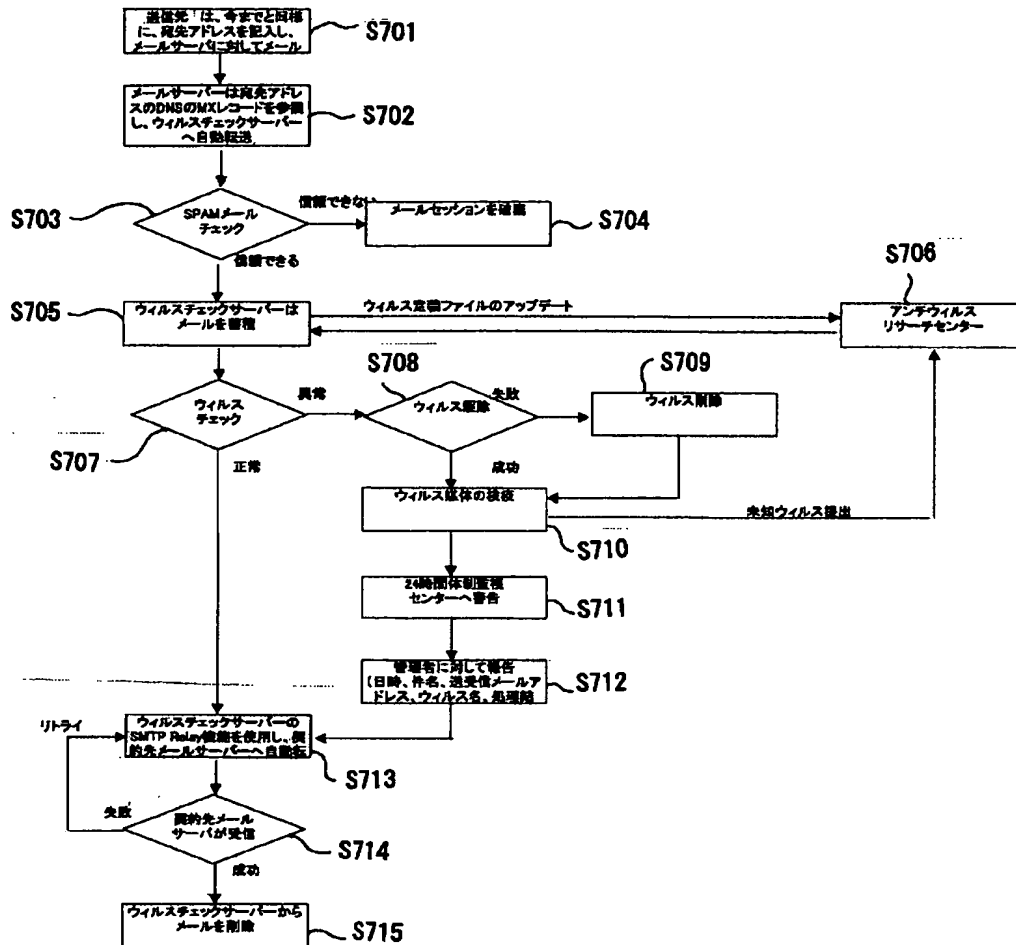 送信先は、今までと同様
に、宛先アドレスを記入し、
メールサーバに対してメール
S701
メールサーバーは宛先アド
レスのDNSのMXレコードを参照
し、ウィルスチェックサーバー
へ自動転送
S702
S703
SPAMメール
チェック
信頼できない
メールセッションを破棄
S704
信頼できる
S705
ウィルスチェックサーバーは
メールを蓄積
ウィルス定義ファイルのアップデート
S706
アンチウィルス
リサーチセンター
S707
ウィルス
チェック
異常
S708
ウィルス駆除
失敗
S709
ウィルス削除
正常
成功
ウィルス媒体の検疫
未知ウィルス提出
S710
24時間体制監視
センターへ警告
S711
管理者に対して報告
(日時、件名、送受信メールア
ドレス、ウィルス名、処理結
S712
リトライ
ウィルスチェックサーバーの
SMTP Relay機能を使用し、契
約先メールサーバーへ自動転
S713
失敗
契約先メール
サーバが受信
S714
成功
ウィルスチェックサーバーから
メールを削除
S715